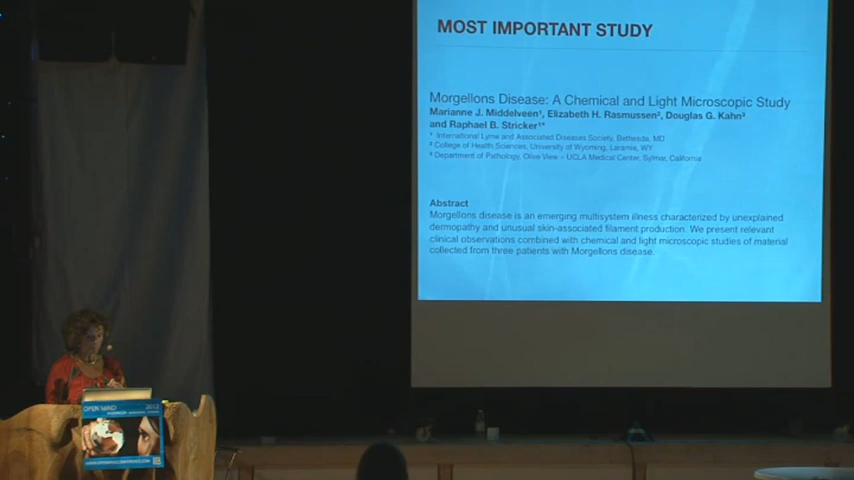 MOST IMPORTANT STUDY
Morgellons Disease: A Chemical and Light Microscopic Study
Marianne J. Middelveen¹, Elizabeth H. Rasmussen², Douglas G. Kahn³
and Raphael B. Stricker¹*
¹ International Lyme and Associated Diseases Society, Bethesda, MD
² College of Health Sciences, University of Wyoming, Laramie, WY
³ Department of Pathology, Olive View – UCLA Medical Center, Sylmar, California
Abstract
Morgellons disease is an emerging multisystem illness characterized by unexplained
dermopathy and unusual skin-associated filament production. We present relevant
clinical observations combined with chemical and light microscopic studies of material
collected from three patients with Morgellons disease.
OPEN MIND 2012